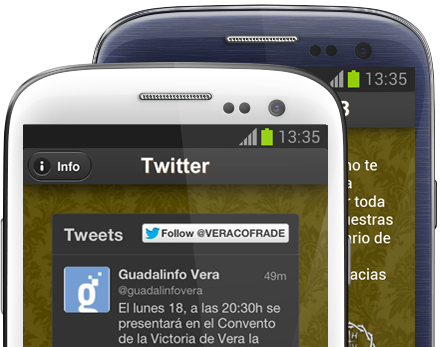 13:35
3
no te
a
r toda
uestras
rio de
acias
13:35
i Info
Twitter
Tweets
Follow @VERACOFRADE
Guadalinfo Vera 49m
@guadalinfovera
El lunes 18, a las 20:30h se
presentará en el Convento
de la Victoria de Vera la